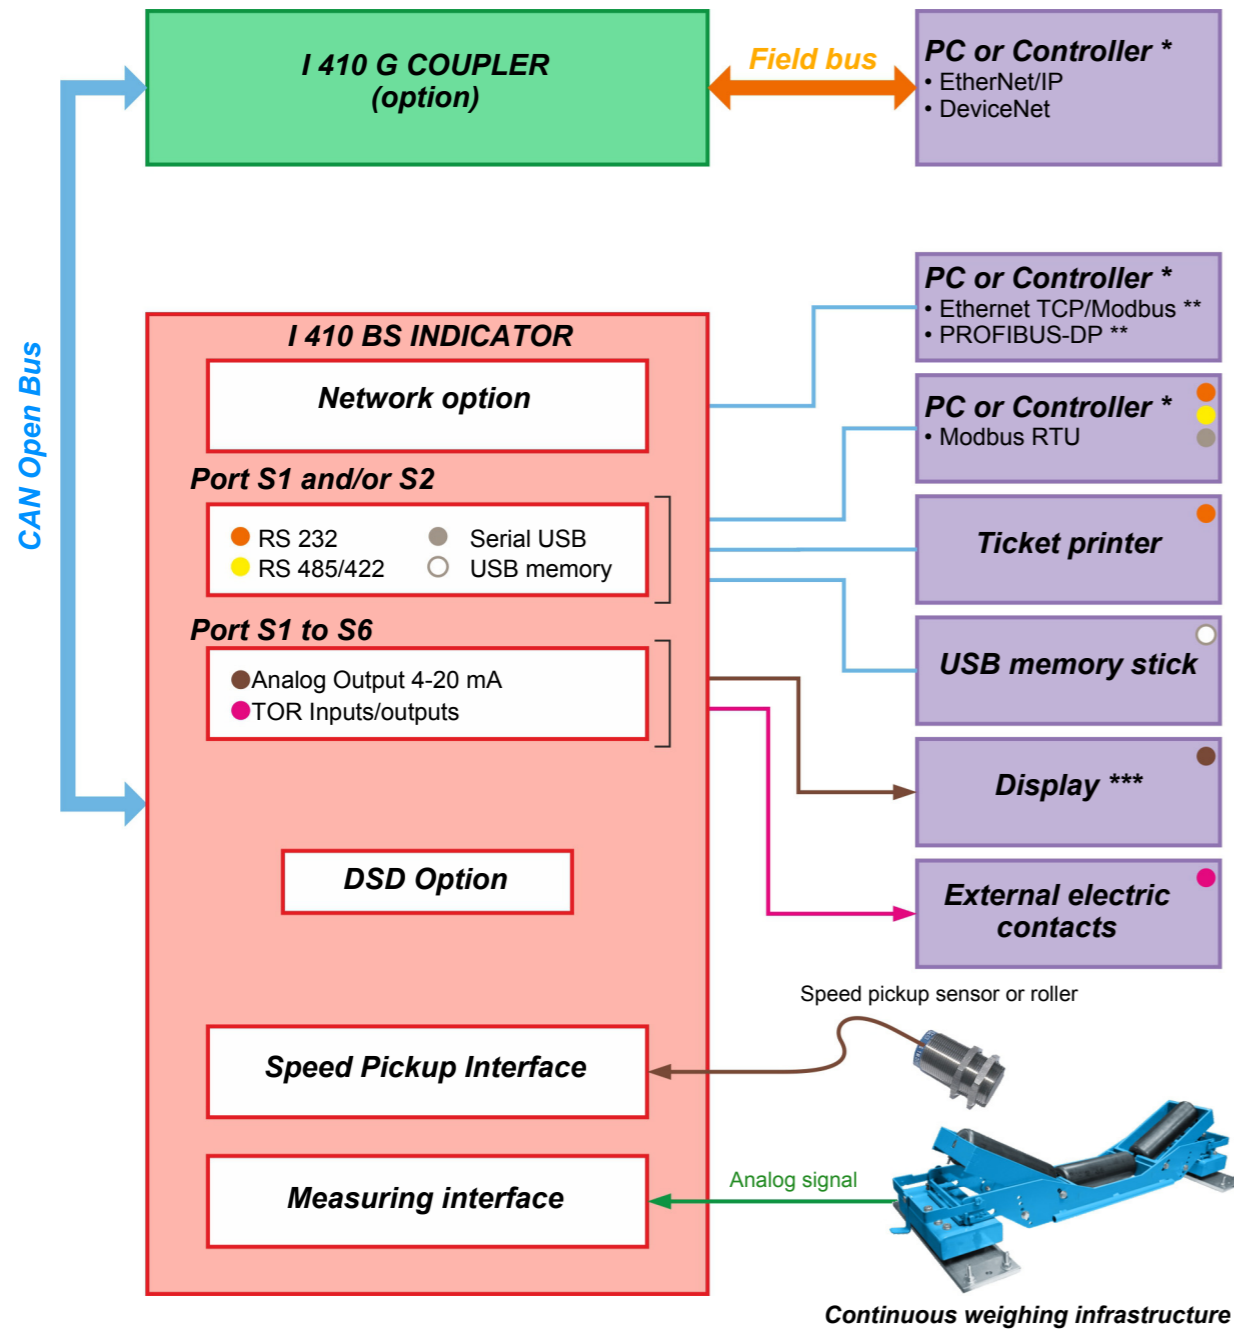 I 410 G COUPLER
(option)
Field bus
PC or Controller *
• EtherNet/IP
• DeviceNet
CAN Open Bus
PC or Controller *
• Ethernet TCP/Modbus **
• PROFIBUS-DP **
I 410 BS INDICATOR
Network option
PC or Controller *
• Modbus RTU
Port S1 and/or S2
RS 232
Serial USB
RS 485/422
USB memory
Ticket printer
Port S1 to S6
Analog Output 4-20 mA
TOR Inputs/outputs
USB memory stick
Display ***
DSD Option
External electric
contacts
Speed pickup sensor or roller
Speed Pickup Interface
Analog signal
Measuring interface
Continuous weighing infrastructure